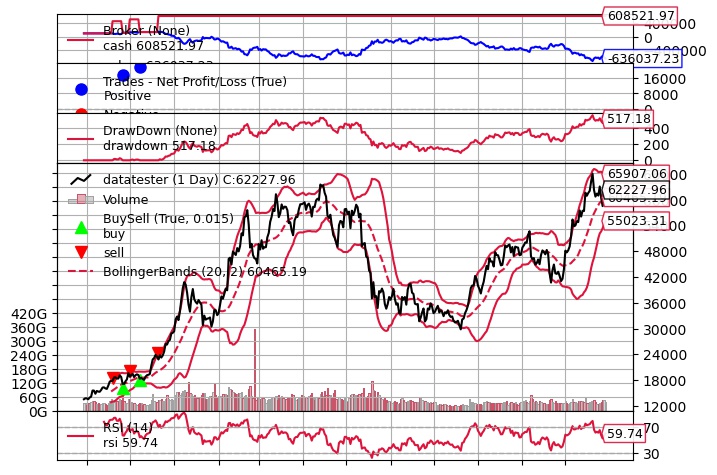 Broker (None)
608521.97
cash 608521.97
0
-636037.23
Trades - Net Profit/Loss (True)
16000
Positive
8000
0
517.18
DrawDown (None)
400
drawdown 517.18
200
0
65907.06
datatester (1 Day) C:62227.96
62227.96
Volume
BuySell (True, 0.015)
55023.31
buy
sell
48000
BollingerBands (20, 2) 60465.19
42000
36000
420G
30000
360G
300G
240G
24000
180G
18000
120G
60G
12000
0G
RSI (14)
70
59.74
rsi 59.74
30